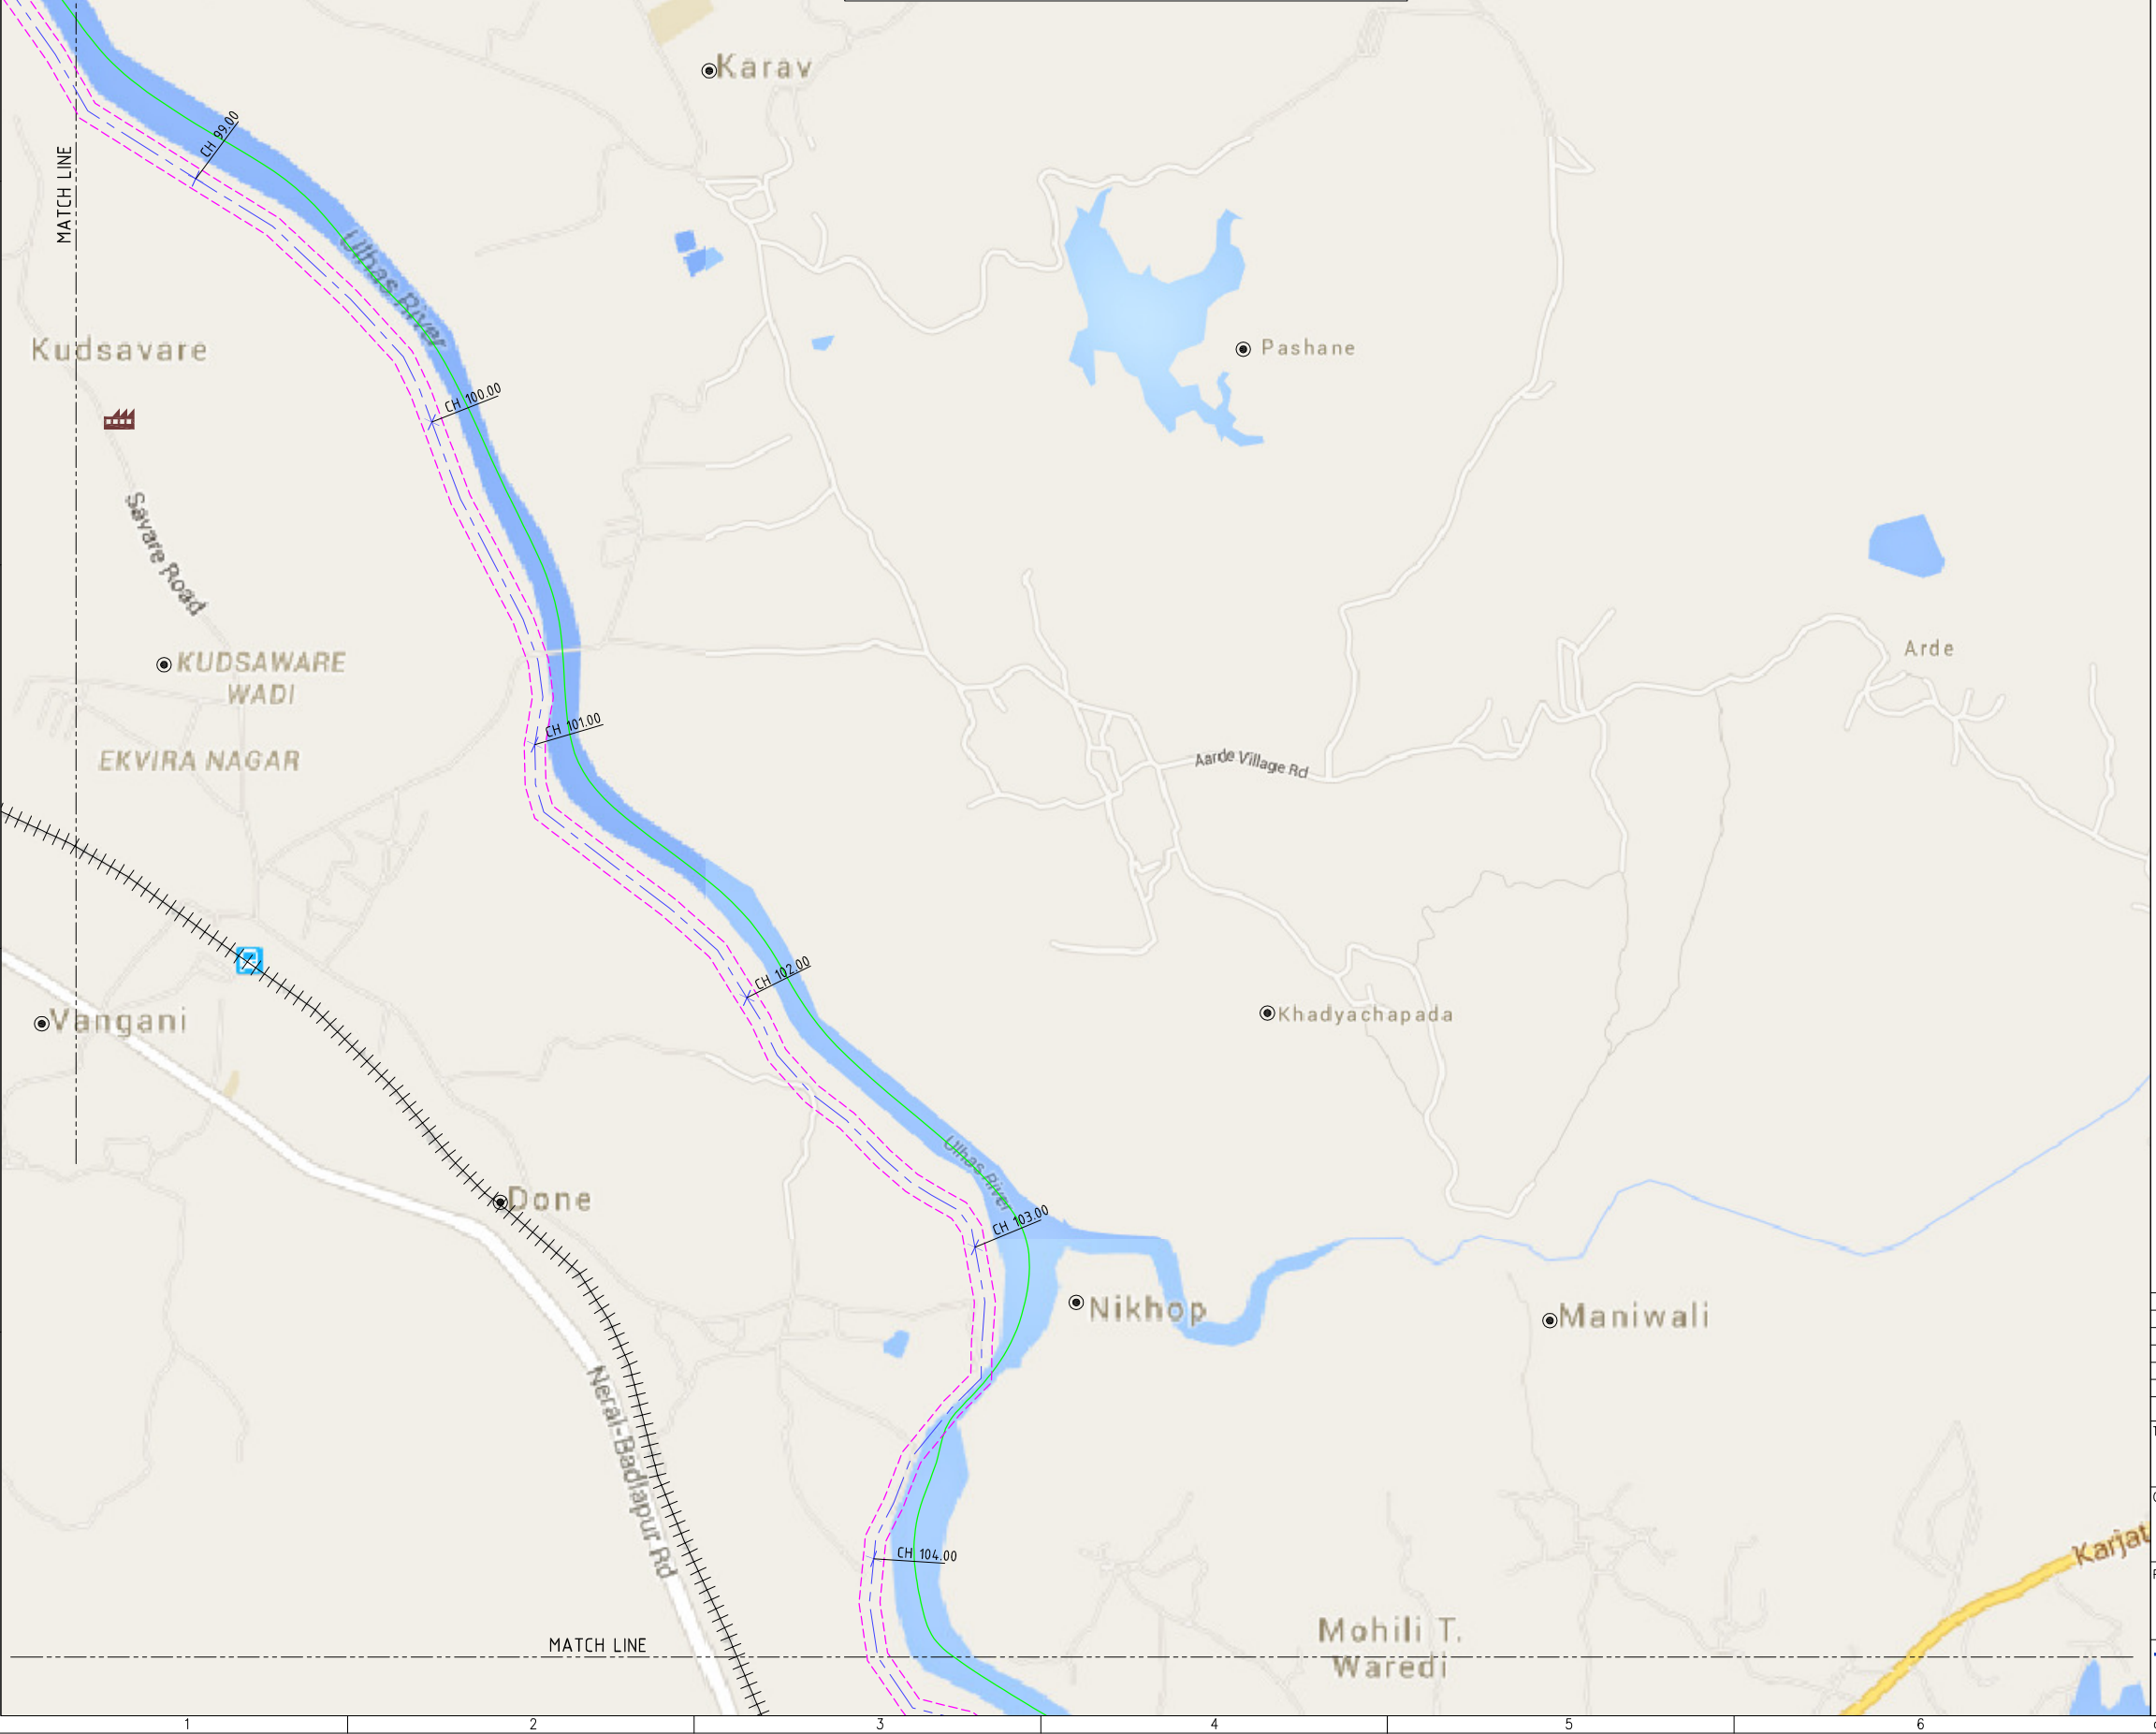 Karav
CH 99.00
MATCH LINE
Ulhas River
Kudsavare
Pashane
CH 100.00
Savare Road
KUDSAWARE
WADI
Arde
CH 101.00
EKVIRA NAGAR
Aarde Village Rd
CH 102.00
Vangani
Khadyachapada
Ulhas River
Done
CH 103.00
Nikhop
Maniwali
Neral-Badlapur Rd
CH 104.00
Karjat
MATCH LINE
Mohili T.
Waredi
1 2 3 4 5 6